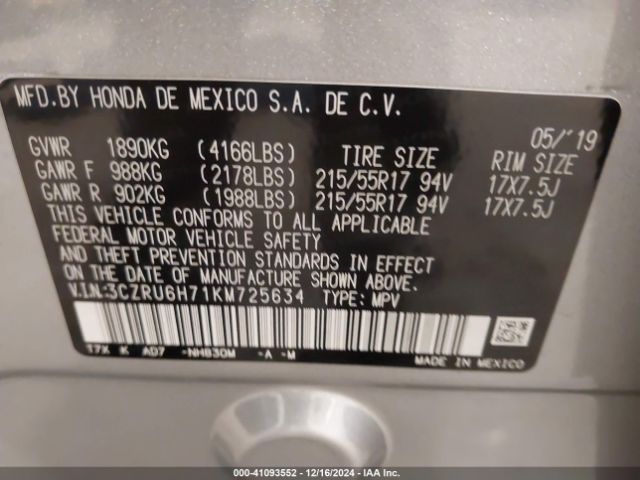 MFD.BY HONDA DE MEXICO S.A. DE C.V.
05/'19
GVWR 1890KG (4166LBS) TIRE SIZE RIM SIZE
GAWR F 988KG (2178LBS) 215/55R17 94V 17X7.5J
GAWR R 902KG (1988LBS) 215/55R17 94V 17X7.5J
THIS VEHICLE CONFORMS TO ALL APPLICABLE
FEDERAL MOTOR VEHICLE SAFETY
AND THEFT PREVENTION STANDARDS IN EFFECT
ON THE DATE OF MANUFACTURE SHOWN ABOVE.
V.I.N:3CZRU6H71KM725634 TYPE: MPV
T7X K AD7 -NH830M -A -M
MADE IN MEXICO
000-41093552 - 12/16/2024 - IAA Inc.